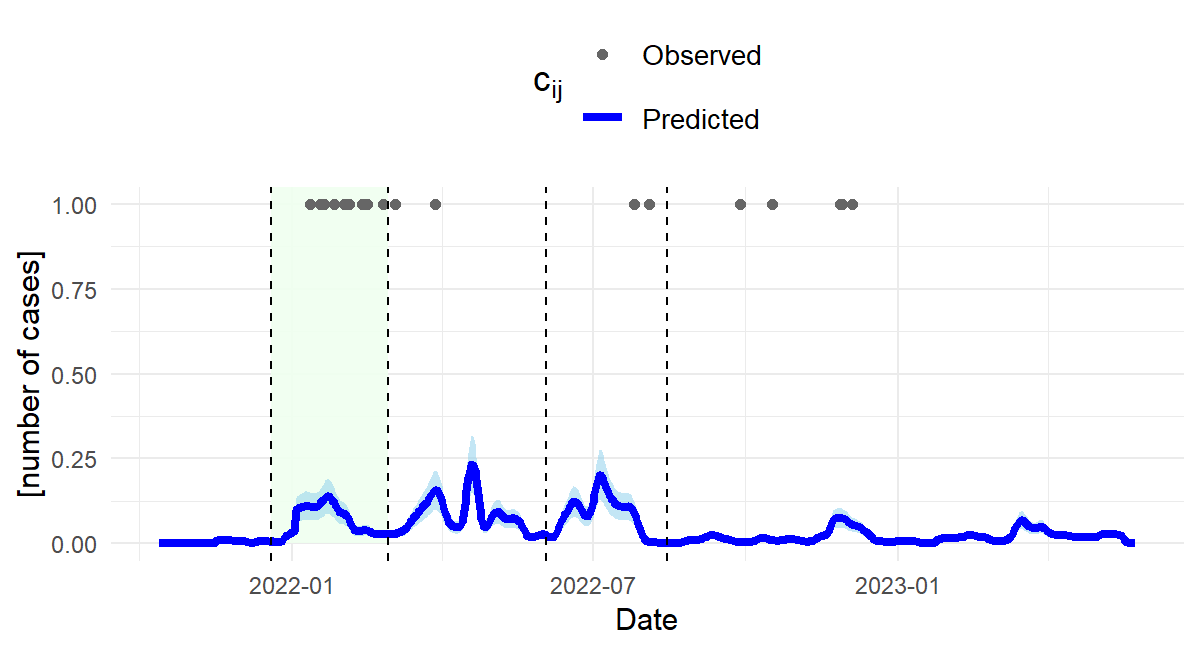 c_ij
Observed
Predicted
[number of cases]
1.00
0.75
0.50
0.25
0.00
2022-01
2022-07
2023-01
Date